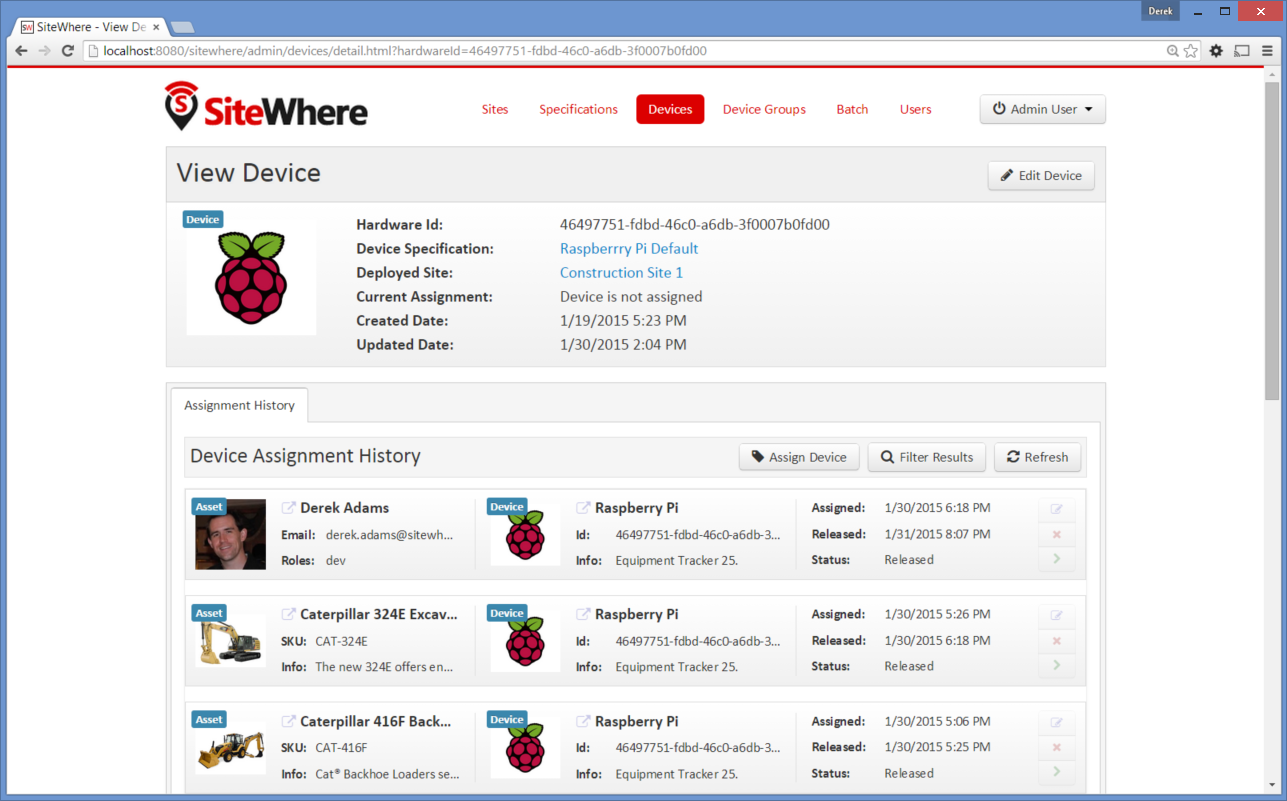 Derek
SW SiteWhere - View De
localhost:8080/sitewhere/admin/devices/detail.html?hardwareId=46497751-fdbd-46c0-a6db-3f0007b0fd00
S SiteWhere Sites Specifications Devices Device Groups Batch Users Admin User
View Device Edit Device
Device
Hardware Id: 46497751-fdbd-46c0-a6db-3f0007b0fd00
Device Specification: Raspberrry Pi Default
Deployed Site: Construction Site 1
Current Assignment: Device is not assigned
Created Date: 1/19/2015 5:23 PM
Updated Date: 1/30/2015 2:04 PM
Assignment History
Device Assignment History Assign Device Filter Results Refresh
Asset Derek Adams Device Raspberry Pi Assigned: 1/30/2015 6:18 PM
Email: derek.adams@sitewh... Id: 46497751-fdbd-46c0-a6db-3... Released: 1/31/2015 8:07 PM
Roles: dev Info: Equipment Tracker 25. Status: Released
Asset Caterpillar 324E Excav... Device Raspberry Pi Assigned: 1/30/2015 5:26 PM
SKU: CAT-324E Id: 46497751-fdbd-46c0-a6db-3... Released: 1/30/2015 6:18 PM
Info: The new 324E offers en... Info: Equipment Tracker 25. Status: Released
Asset Caterpillar 416F Back... Device Raspberry Pi Assigned: 1/30/2015 5:06 PM
SKU: CAT-416F Id: 46497751-fdbd-46c0-a6db-3... Released: 1/30/2015 5:25 PM
Info: Cat® Backhoe Loaders se... Info: Equipment Tracker 25. Status: Released